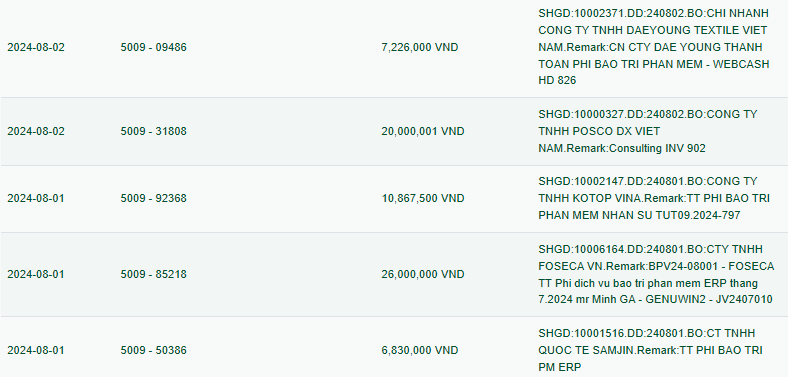 SHGD:10002371.DD:240802.BO:CHI NHANH
CONG TY TNHH DAEYOUNG TEXTILE VIET
2024-08-02 5009 - 09486 7,226,000 VND NAM.Remark:CN CTY DAE YOUNG THANH
TOAN PHI BAO TRI PHAN MEM - WEBCASH
HD 826
SHGD:10000327.DD:240802.BO:CONG TY
2024-08-02 5009 - 31808 20,000,001 VND TNHH POSCO DX VIET
NAM.Remark:Consulting INV 902
SHGD:10002147.DD:240801.BO:CONG TY
2024-08-01 5009 - 92368 10,867,500 VND TNHH KOTOP VINA.Remark:TT PHI BAO TRI
PHAN MEM NHAN SU TUT09.2024-797
SHGD:10006164.DD:240801.BO:CTY TNHH
2024-08-01 5009 - 85218 26,000,000 VND FOSECA VN.Remark:BPV24-08001 - FOSECA
TT Phi dich vu bao tri phan mem ERP thang
7.2024 mr Minh GA - GENUWIN2 - JV2407010
SHGD:10001516.DD:240801.BO:CT TNHH
2024-08-01 5009 - 50386 6,830,000 VND QUOC TE SAMJIN.Remark:TT PHI BAO TRI
PM ERP